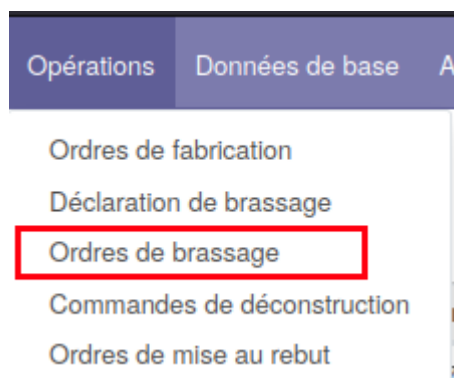 Opérations Données de base
Ordres de fabrication
Déclaration de brassage
Ordres de brassage
Commandes de déconstruction
Ordres de mise au rebut